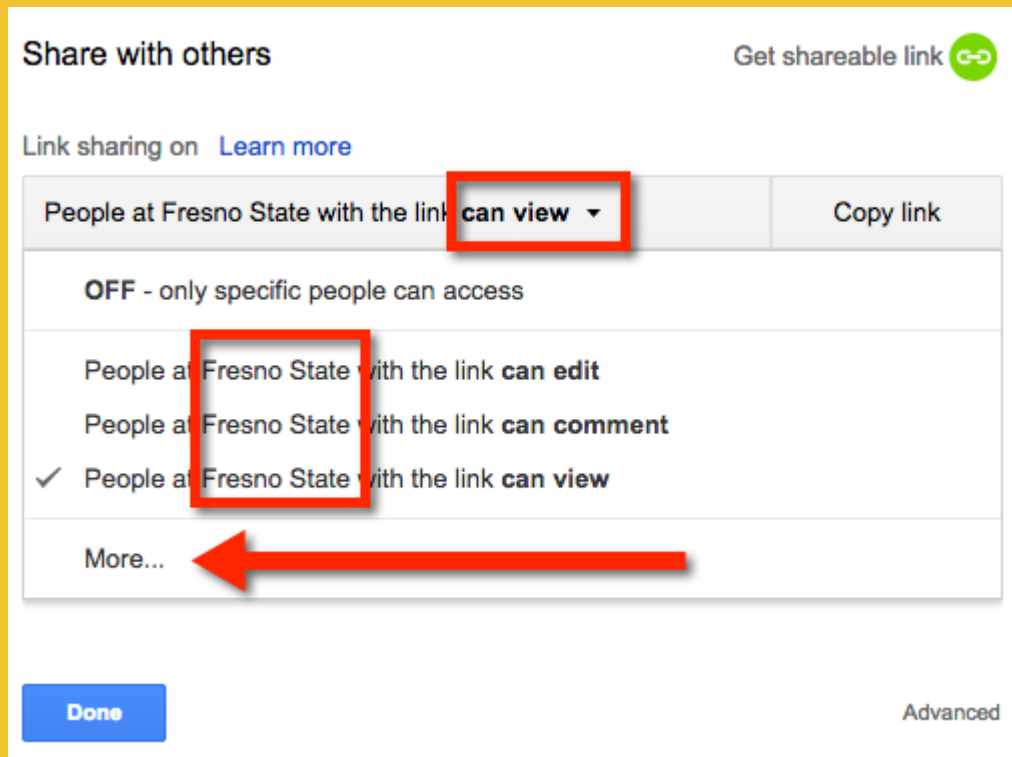 Share with others
Get shareable link
Link sharing on Learn more
People at Fresno State with the link can view
Copy link
OFF - only specific people can access
People at Fresno State with the link can edit
People at Fresno State with the link can comment
People at Fresno State with the link can view
More...
Done
Advanced